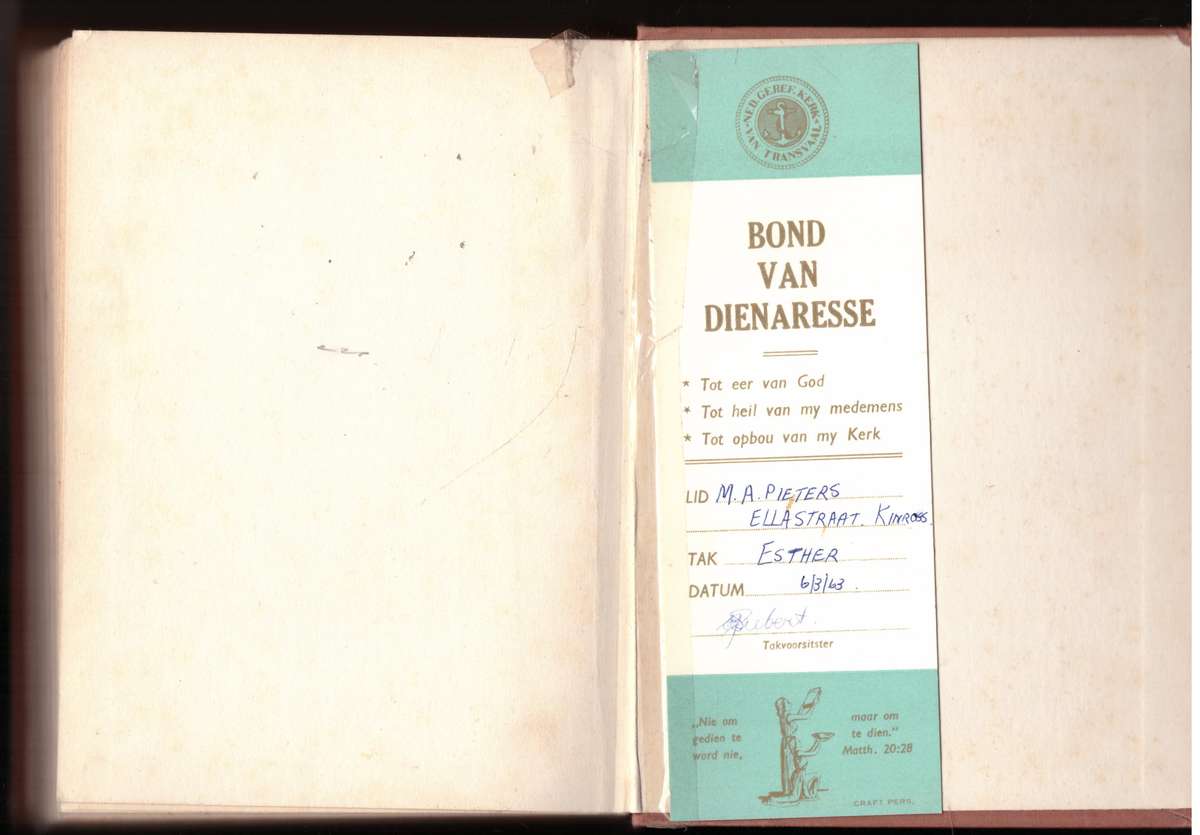 · NED. GEREF. KERK ·
VAN TRANSVAAL
BOND
VAN
DIENARESSE
* Tot eer van God
* Tot heil van my medemens
* Tot opbou van my Kerk
LID M. A. PIETERS
ELLASTRAAT. KINROSS
TAK ESTHER
DATUM 6/3/63.
Takvoorsitster
„Nie om
gedien te
word nie,
maar om
te dien.”
Matth. 20:28
CRAFT PERS.